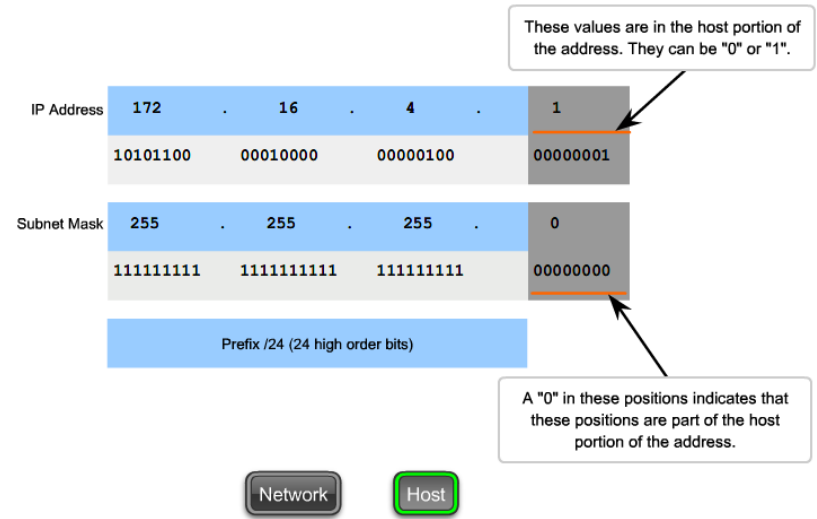 These values are in the host portion of
the address. They can be "0" or "1".
IP Address 172 . 16 . 4 . 1
10101100 00010000 00000100 00000001
Subnet Mask 255 . 255 . 255 . 0
111111111 1111111111 111111111 00000000
Prefix /24 (24 high order bits)
A "0" in these positions indicates that
these positions are part of the host
portion of the address.
Network Host